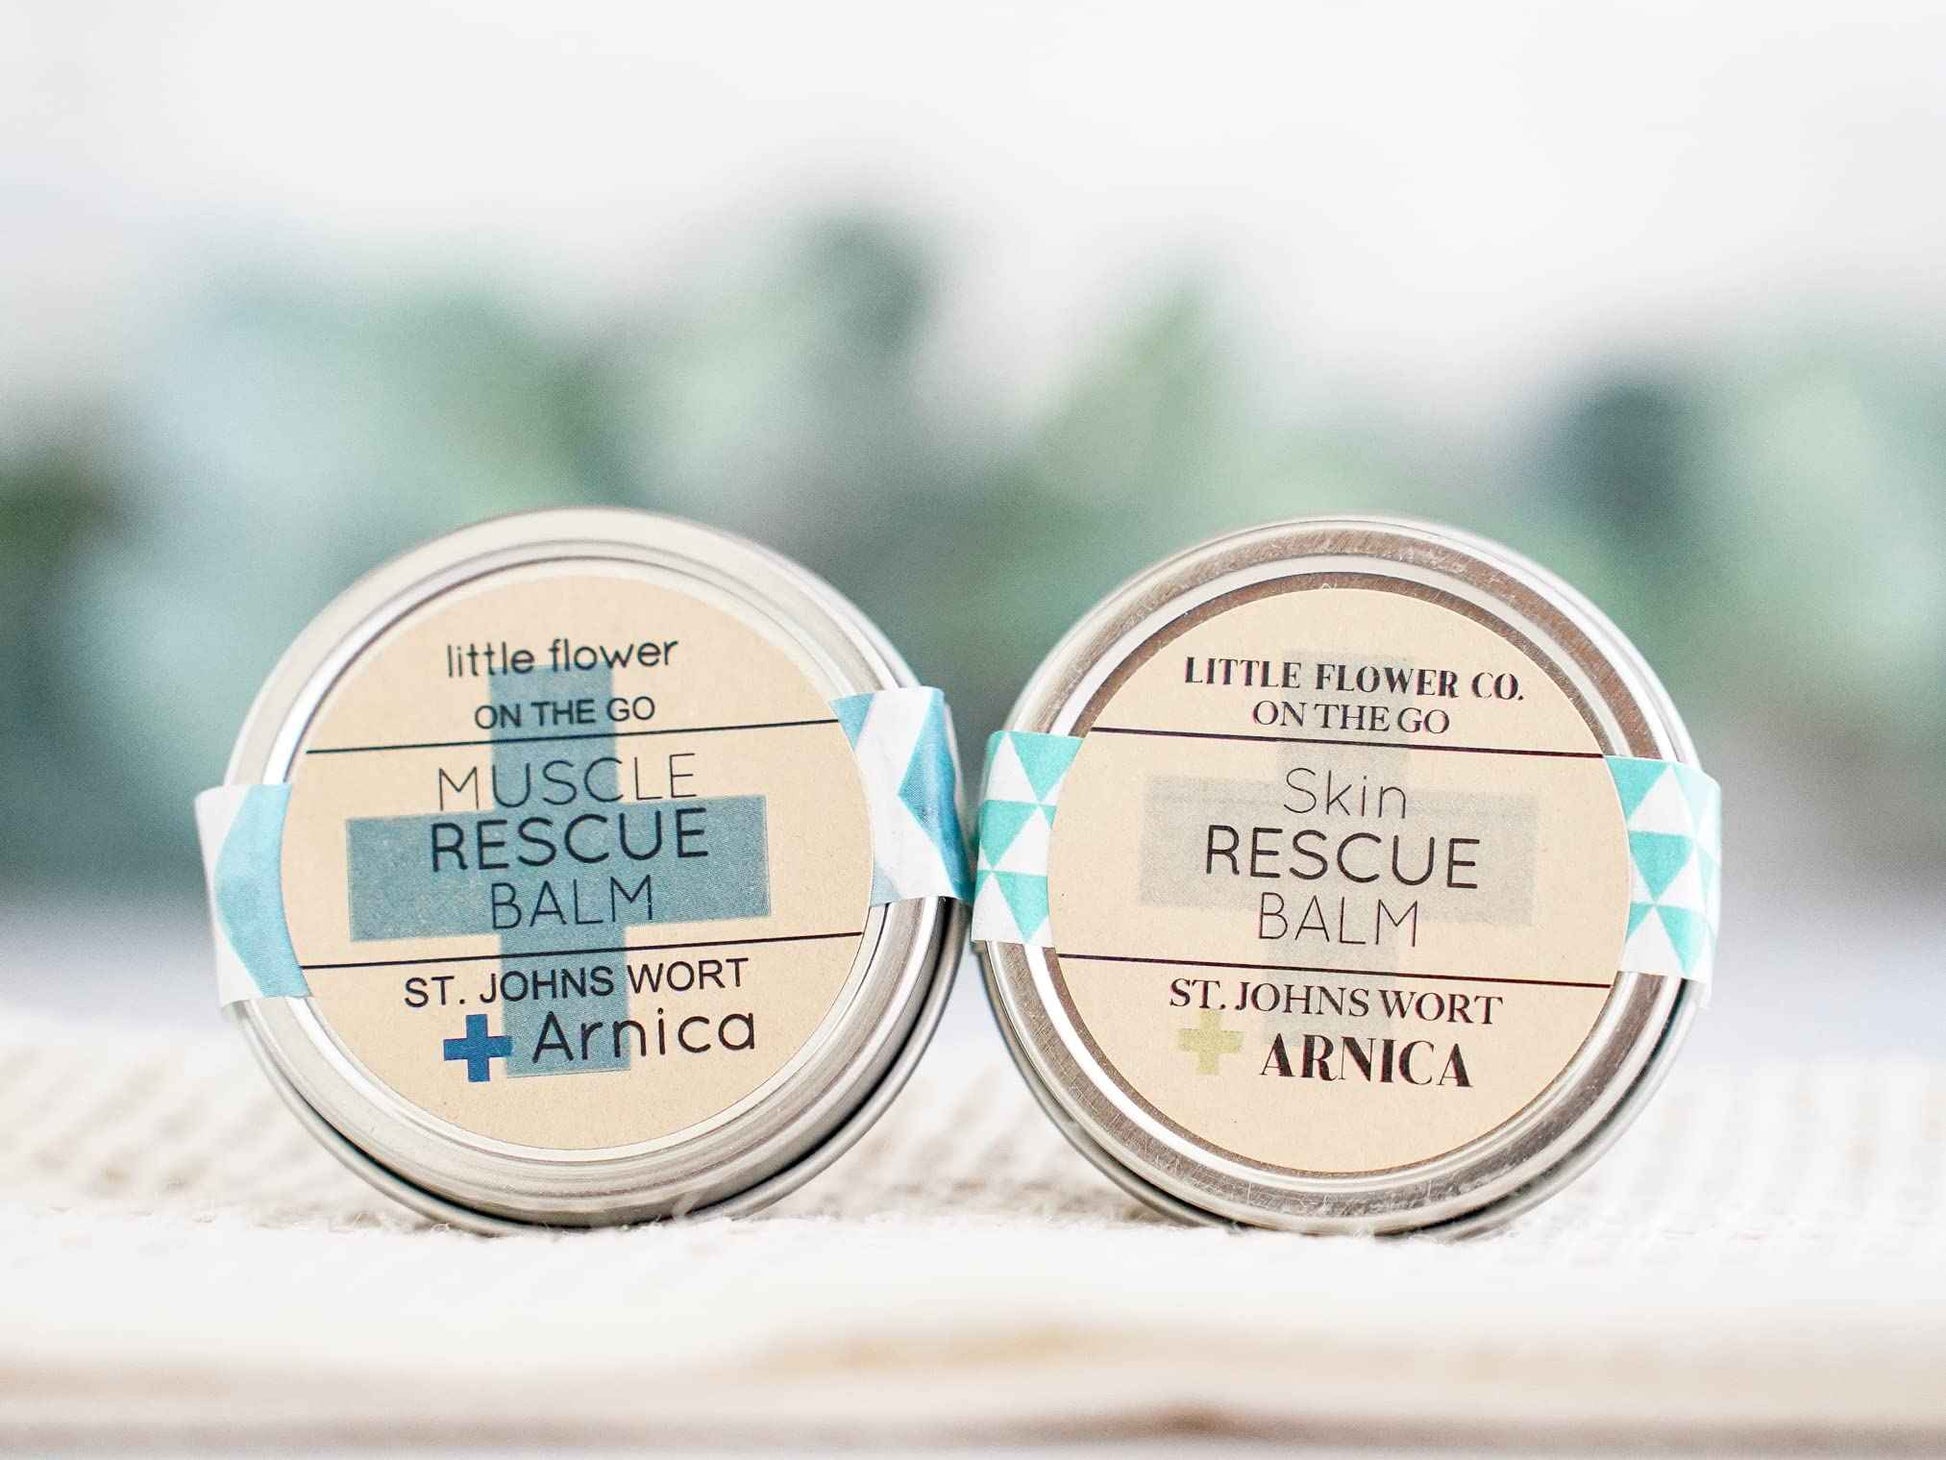 little flower
ON THE GO
MUSCLE
RESCUE
BALM
ST. JOHNS WORT
+ Arnica
LITTLE FLOWER CO.
ON THE GO
Skin
RESCUE
BALM
ST. JOHNS WORT
+ ARNICA